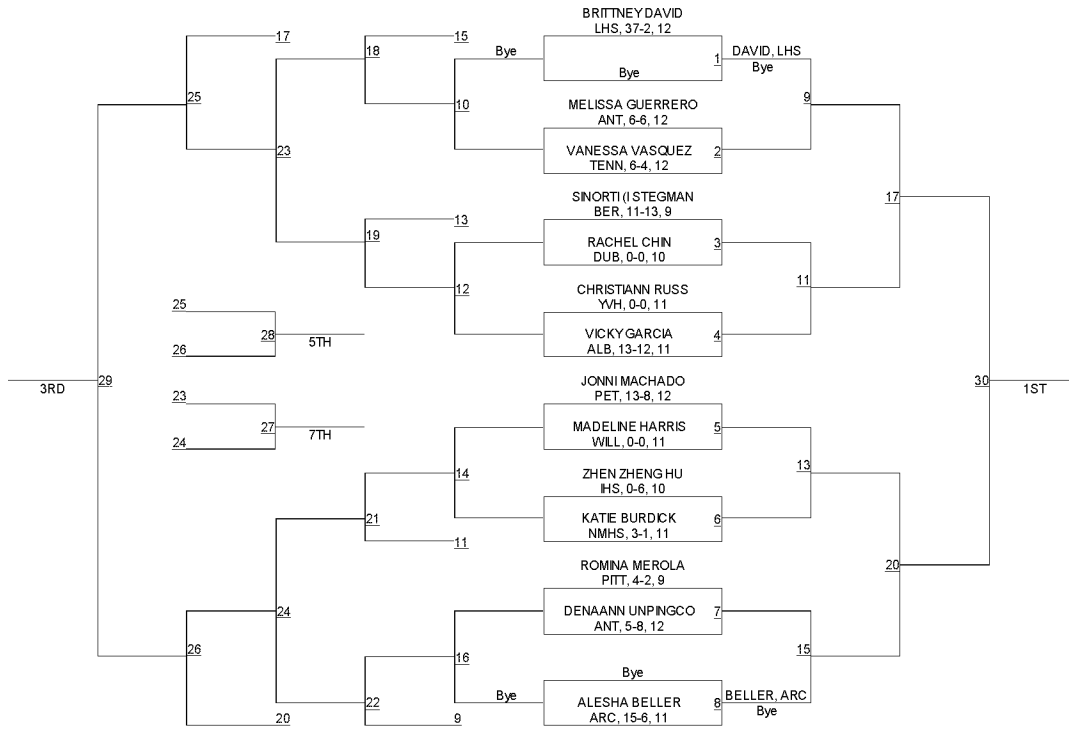 BRITTNEY DAVID
LHS, 37-2, 12
17
15
18
Bye
1
DAVID, LHS
Bye
Bye
25
10
9
MELISSA GUERRERO
ANT, 6-6, 12
23
VANESSA VASQUEZ
2
TENN, 6-4, 12
17
SINORTI (I STEGMAN
BER, 11-13, 9
13
19
RACHEL CHIN
3
DUB, 0-0, 10
11
12
CHRISTIANN RUSS
YVH, 0-0, 11
25
28
5TH
VICKY GARCIA
4
ALB, 13-12, 11
26
29
3RD
JONNI MACHADO
PET, 13-8, 12
30
1ST
23
27
7TH
MADELINE HARRIS
5
WILL, 0-0, 11
24
14
ZHEN ZHENG HU
IHS, 0-6, 10
13
21
KATIE BURDICK
6
NMHS, 3-1, 11
11
ROMINA MEROLA
PITT, 4-2, 9
20
24
DENAANN UNPINGCO
7
ANT, 5-8, 12
26
16
15
Bye
22
Bye
ALESHA BELLER
8
BELLER, ARC
Bye
20
9
ARC, 15-6, 11